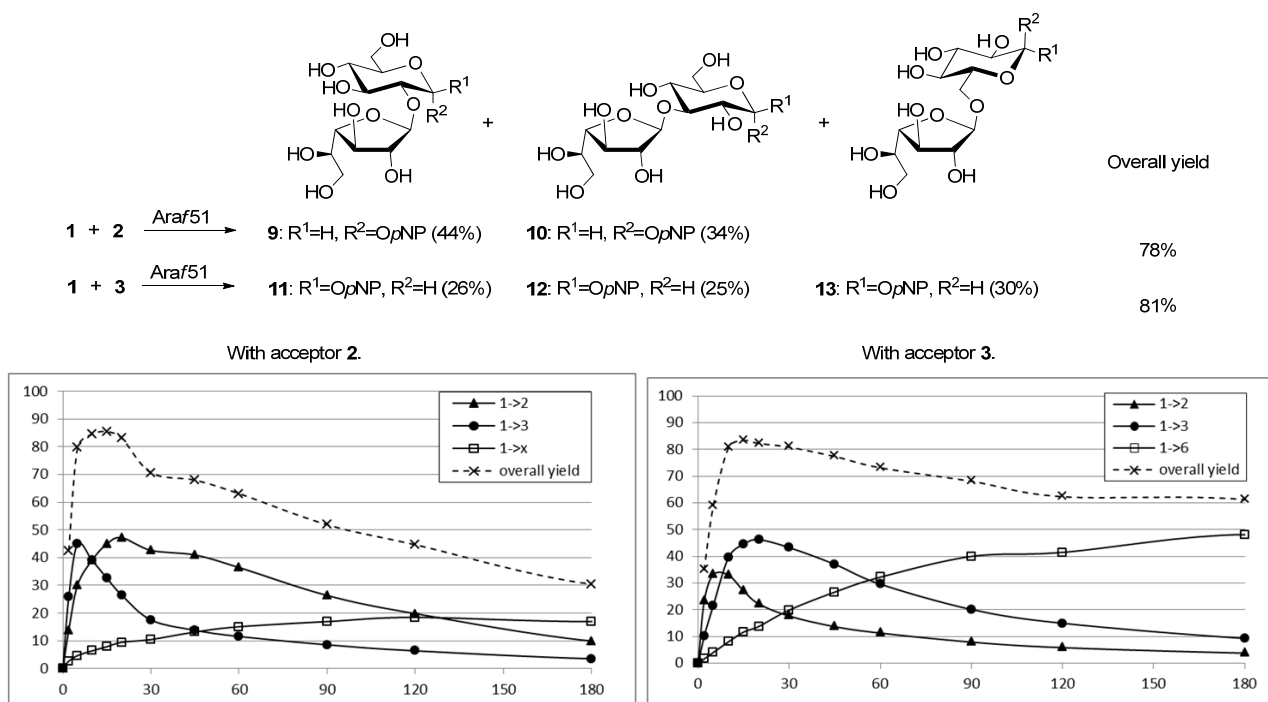 OH
HO
O
R¹
HO
R²
HO
O
O
HO
OH
HO
+
OH
HO
O
R¹
HO
O
HO
R²
O
HO
OH
HO
+
R²
HO
HO
R¹
HO
O
O
HO
O
HO
OH
HO
Overall yield
1 + 2 Araf51 9: R¹=H, R²=OpNP (44%) 10: R¹=H, R²=OpNP (34%)
78%
1 + 3 Araf51 11: R¹=OpNP, R²=H (26%) 12: R¹=OpNP, R²=H (25%) 13: R¹=OpNP, R²=H (30%)
81%
With acceptor 2.
100
90
80
70
60
50
40
30
20
10
0
0 30 60 90 120 150 180
1->2
1->3
1->x
overall yield
With acceptor 3.
100
90
80
70
60
50
40
30
20
10
0
0 30 60 90 120 150 180
1->2
1->3
1->6
overall yield